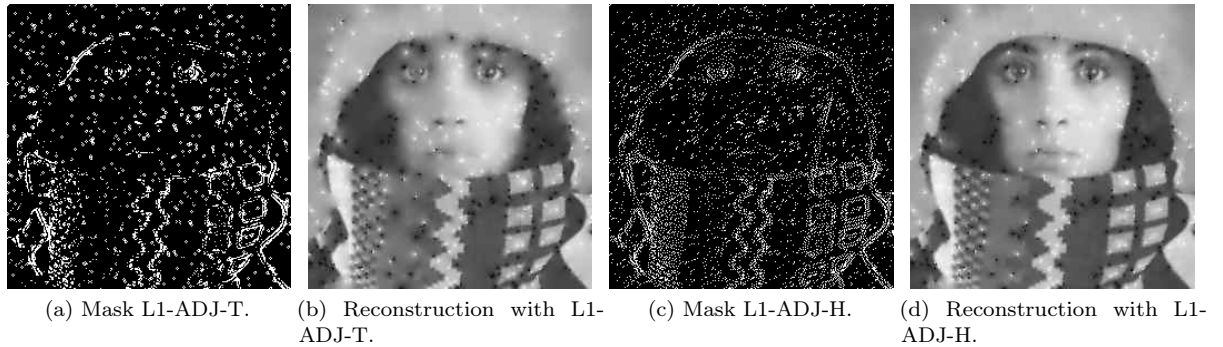 (a) Mask L1-ADJ-T.
(b) Reconstruction with L1-
ADJ-T.
(c) Mask L1-ADJ-H.
(d) Reconstruction with L1-
ADJ-H.